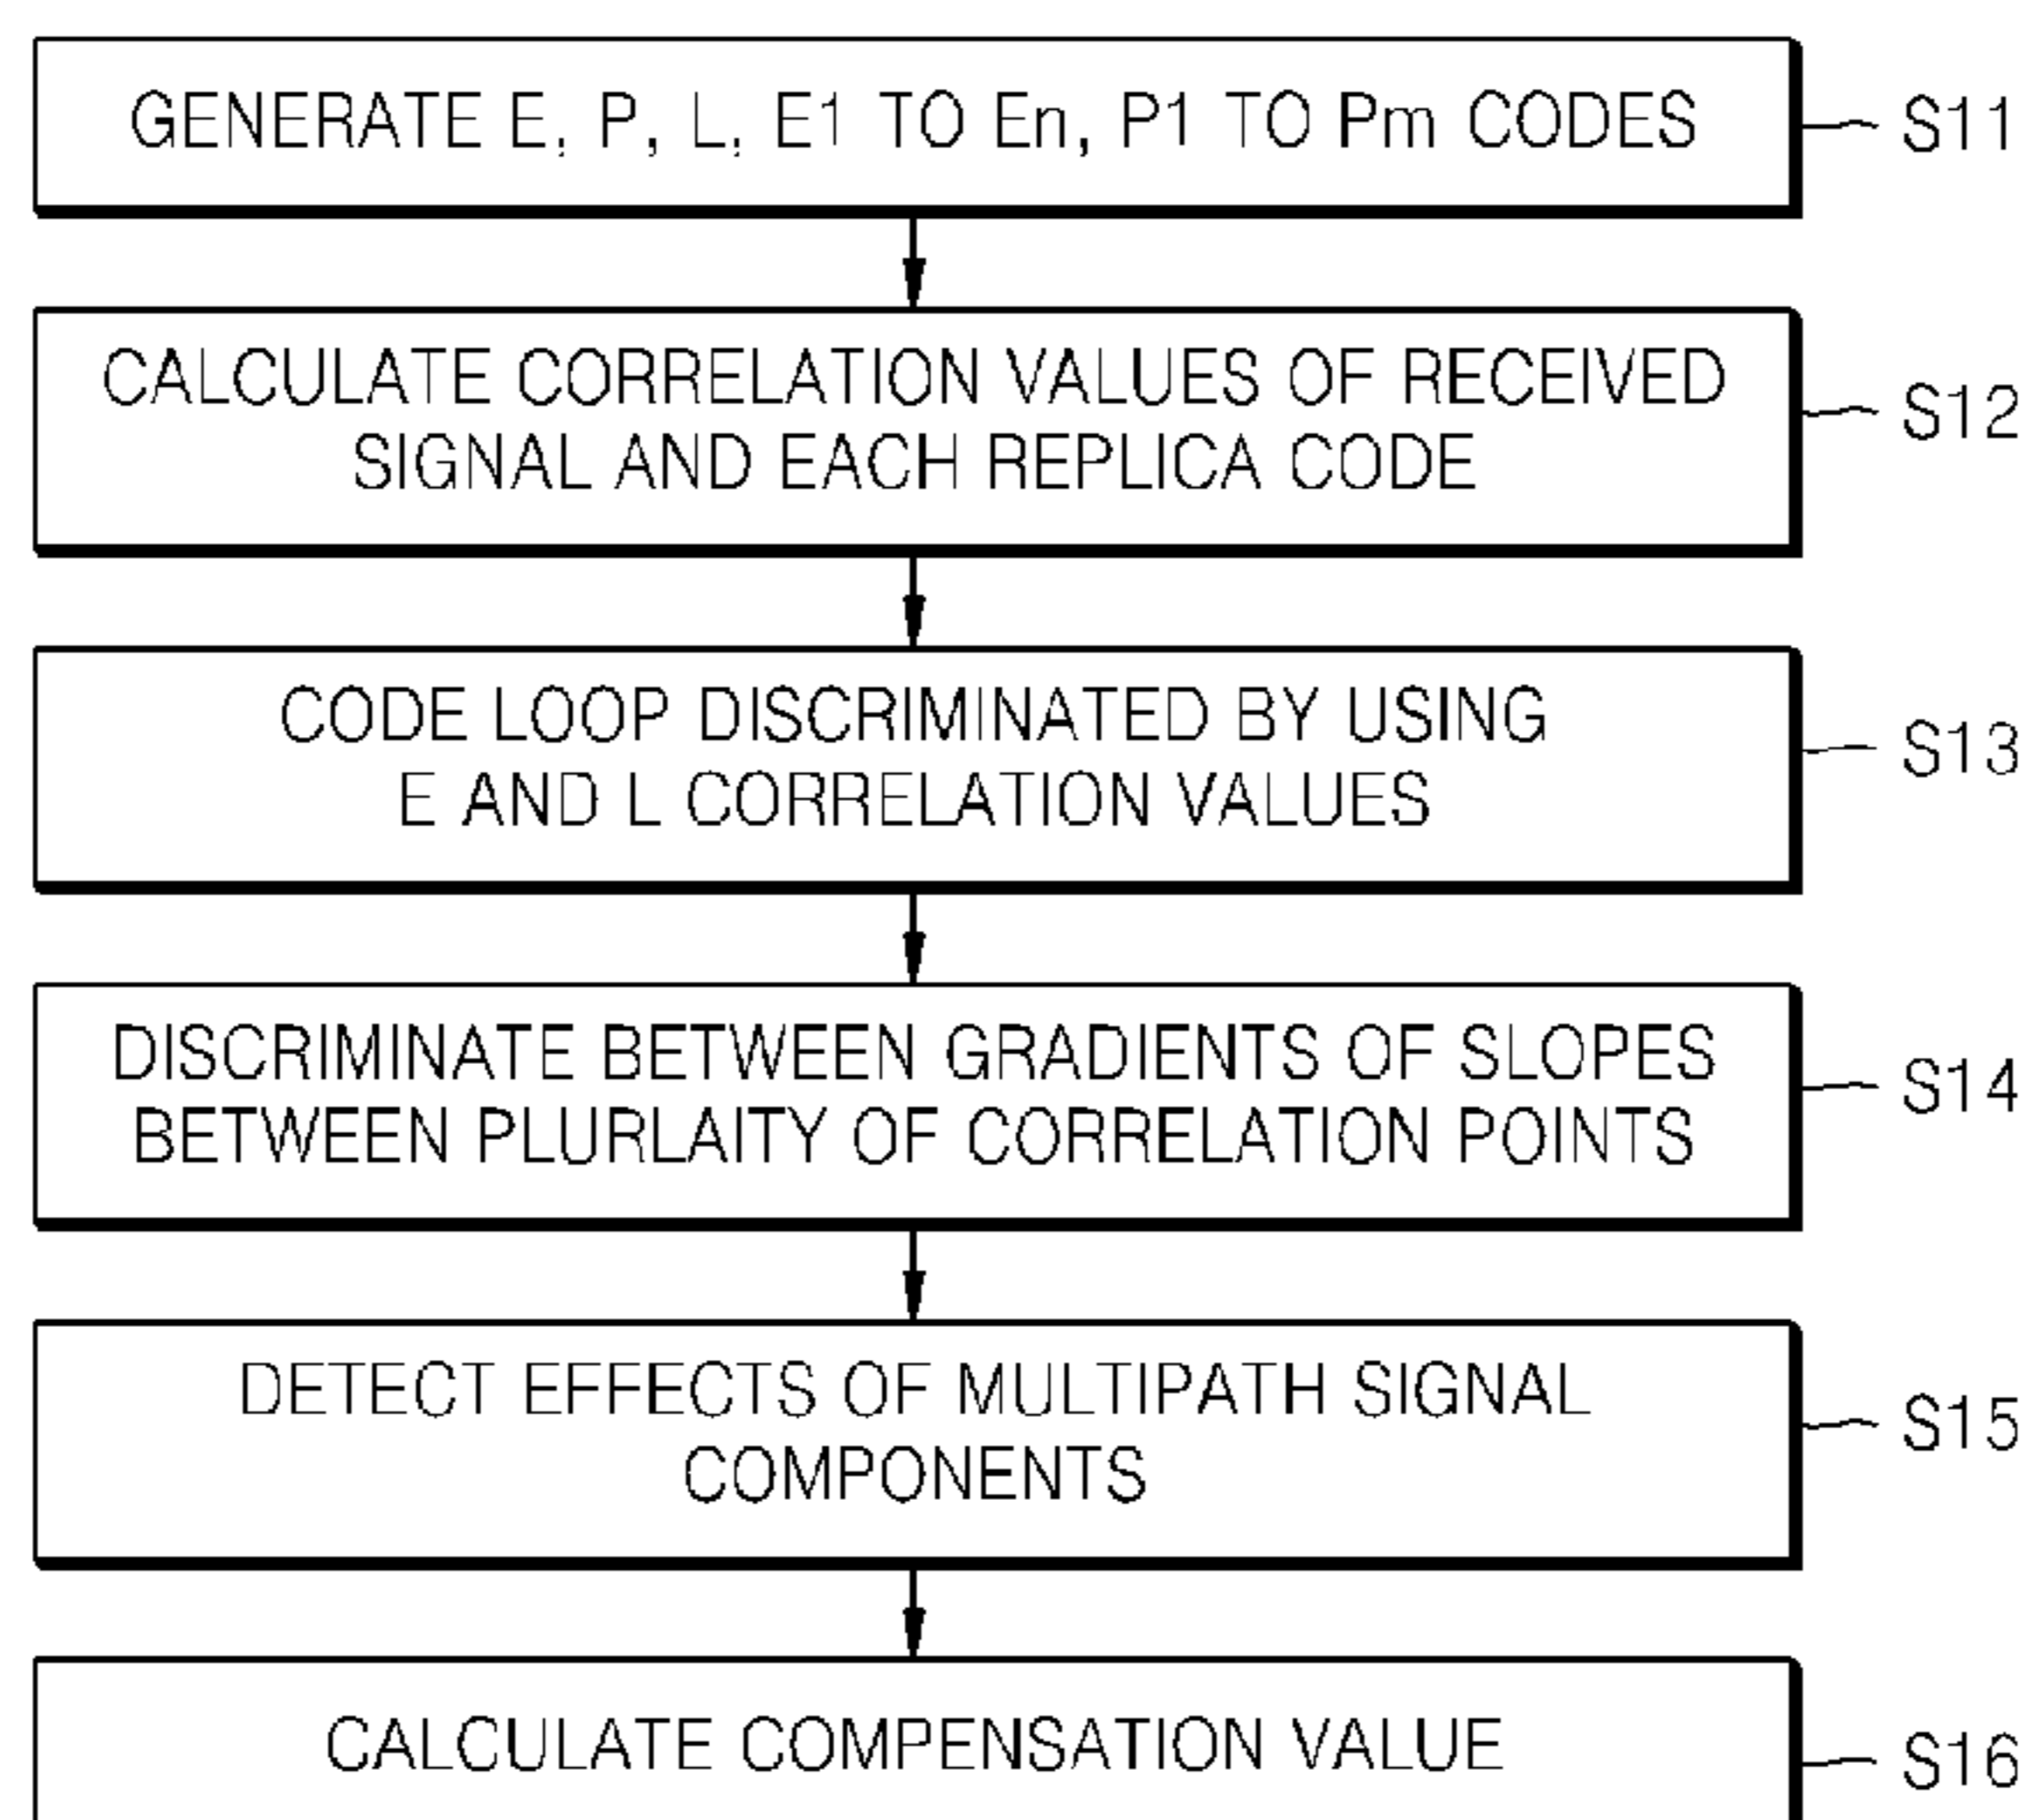 GENERATE E, P, L, E1 TO En, P1 TO Pm CODES
S11
CALCULATE CORRELATION VALUES OF RECEIVED
SIGNAL AND EACH REPLICA CODE
S12
CODE LOOP DISCRIMINATED BY USING
E AND L CORRELATION VALUES
S13
DISCRIMINATE BETWEEN GRADIENTS OF SLOPES
BETWEEN PLURLAITY OF CORRELATION POINTS
S14
DETECT EFFECTS OF MULTIPATH SIGNAL
COMPONENTS
S15
CALCULATE COMPENSATION VALUE
S16